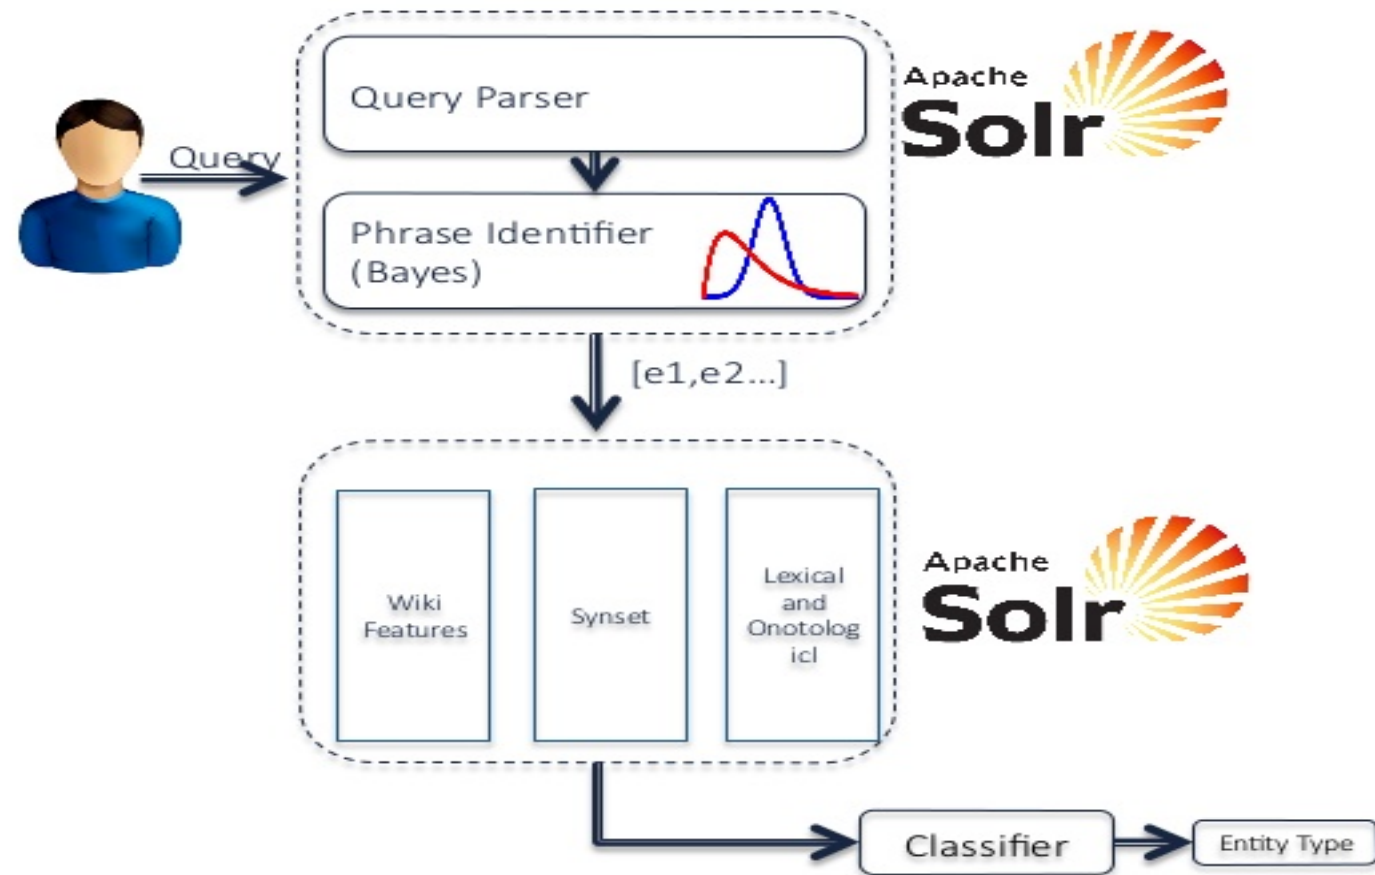 Query Parser
Apache
Solr
Query
Phrase Identifier
(Bayes)
[e1,e2...]
Wiki
Features
Synset
Lexical
and
Onotolog
icl
Apache
Solr
Classifier
Entity Type